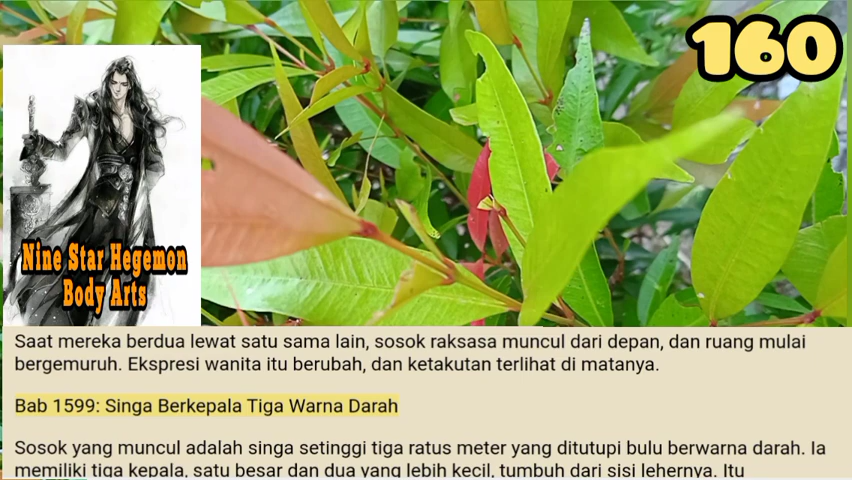 160
Nine Star Hegemon
Body Arts
Saat mereka berdua lewat satu sama lain, sosok raksasa muncul dari depan, dan ruang mulai
bergemuruh. Ekspresi wanita itu berubah, dan ketakutan terlihat di matanya.
Bab 1599: Singa Berkepala Tiga Warna Darah
Sosok yang muncul adalah singa setinggi tiga ratus meter yang ditutupi bulu berwarna darah. Ia
memiliki tiga kepala, satu besar dan dua yang lebih kecil, tumbuh dari sisi lehernya. Itu